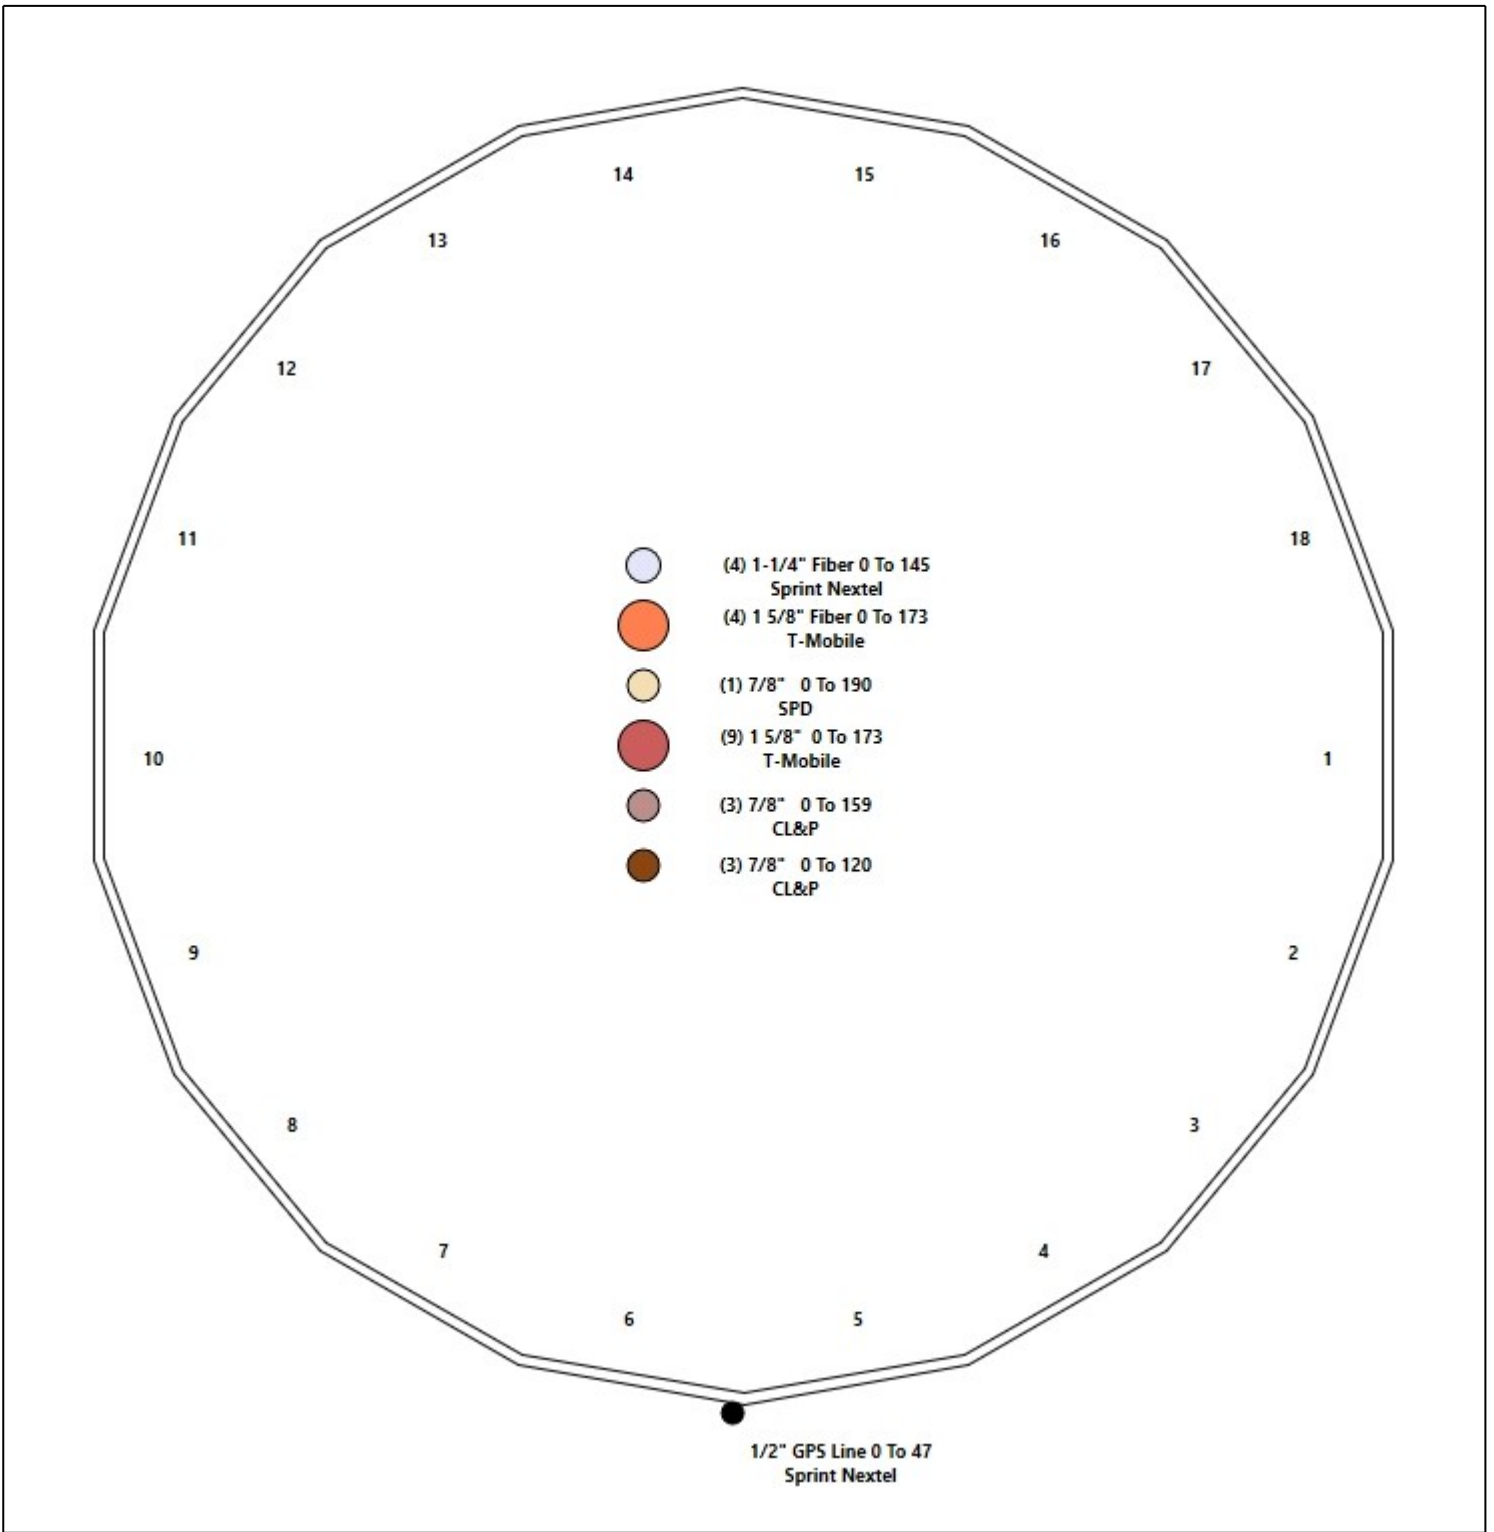 14
15
13
16
12
17
11
18
(4) 1-1/4" Fiber 0 To 145
Sprint Nextel
(4) 1 5/8" Fiber 0 To 173
T-Mobile
(1) 7/8" 0 To 190
SPD
(9) 1 5/8" 0 To 173
T-Mobile
10
1
(3) 7/8" 0 To 159
CL&P
(3) 7/8" 0 To 120
CL&P
9
2
8
3
7
4
6
5
1/2" GPS Line 0 To 47
Sprint Nextel